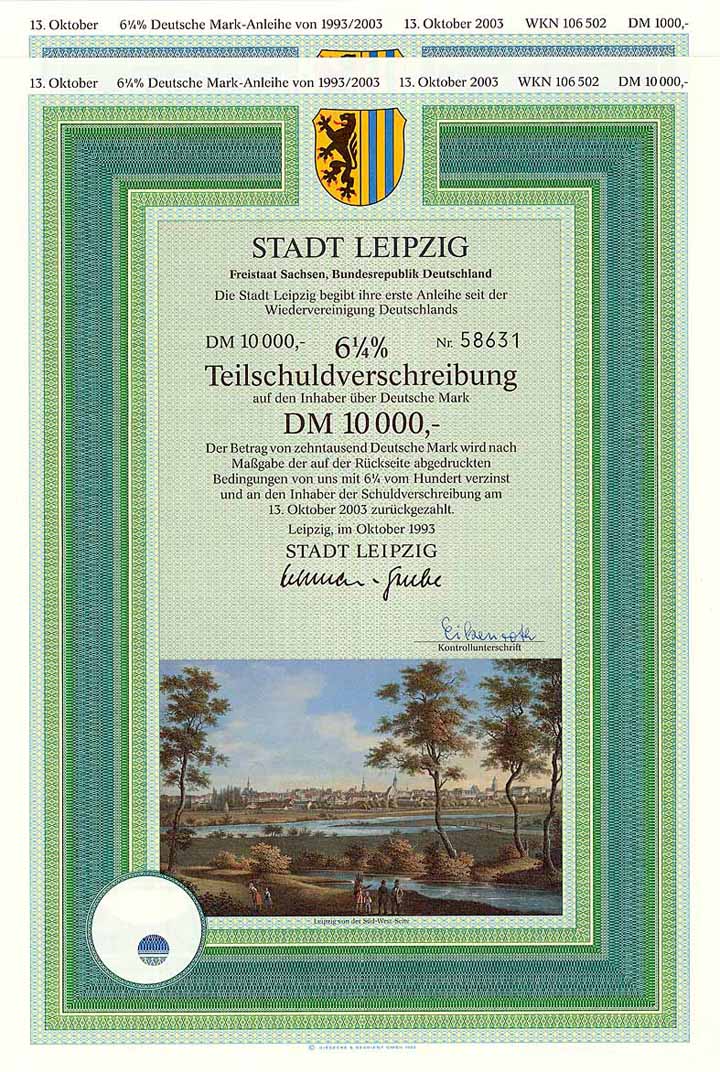 13. Oktober 6¼% Deutsche Mark-Anleihe von 1993/2003 13. Oktober 2003 WKN 106 502 DM 1000,-
13. Oktober 6¼% Deutsche Mark-Anleihe von 1993/2003 13. Oktober 2003 WKN 106 502 DM 10 000,-
STADT LEIPZIG
Freistaat Sachsen, Bundesrepublik Deutschland
Die Stadt Leipzig begibt ihre erste Anleihe seit der
Wiedervereinigung Deutschlands
DM 10 000,- 6¼% Nr. 58631
Teilschuldverschreibung
auf den Inhaber über Deutsche Mark
DM 10 000,-
Der Betrag von zehntausend Deutsche Mark wird nach
Maßgabe der auf der Rückseite abgedruckten
Bedingungen von uns mit 6¼ vom Hundert verzinst
und an den Inhaber der Schuldverschreibung am
13. Oktober 2003 zurückgezahlt.
Leipzig, im Oktober 1993
STADT LEIPZIG
Lehmann-Grube
Eikenroth
Kontrollunterschrift
Leipzig von der Süd-West-Seite
© GIESECKE & DEVRIENT GMBH